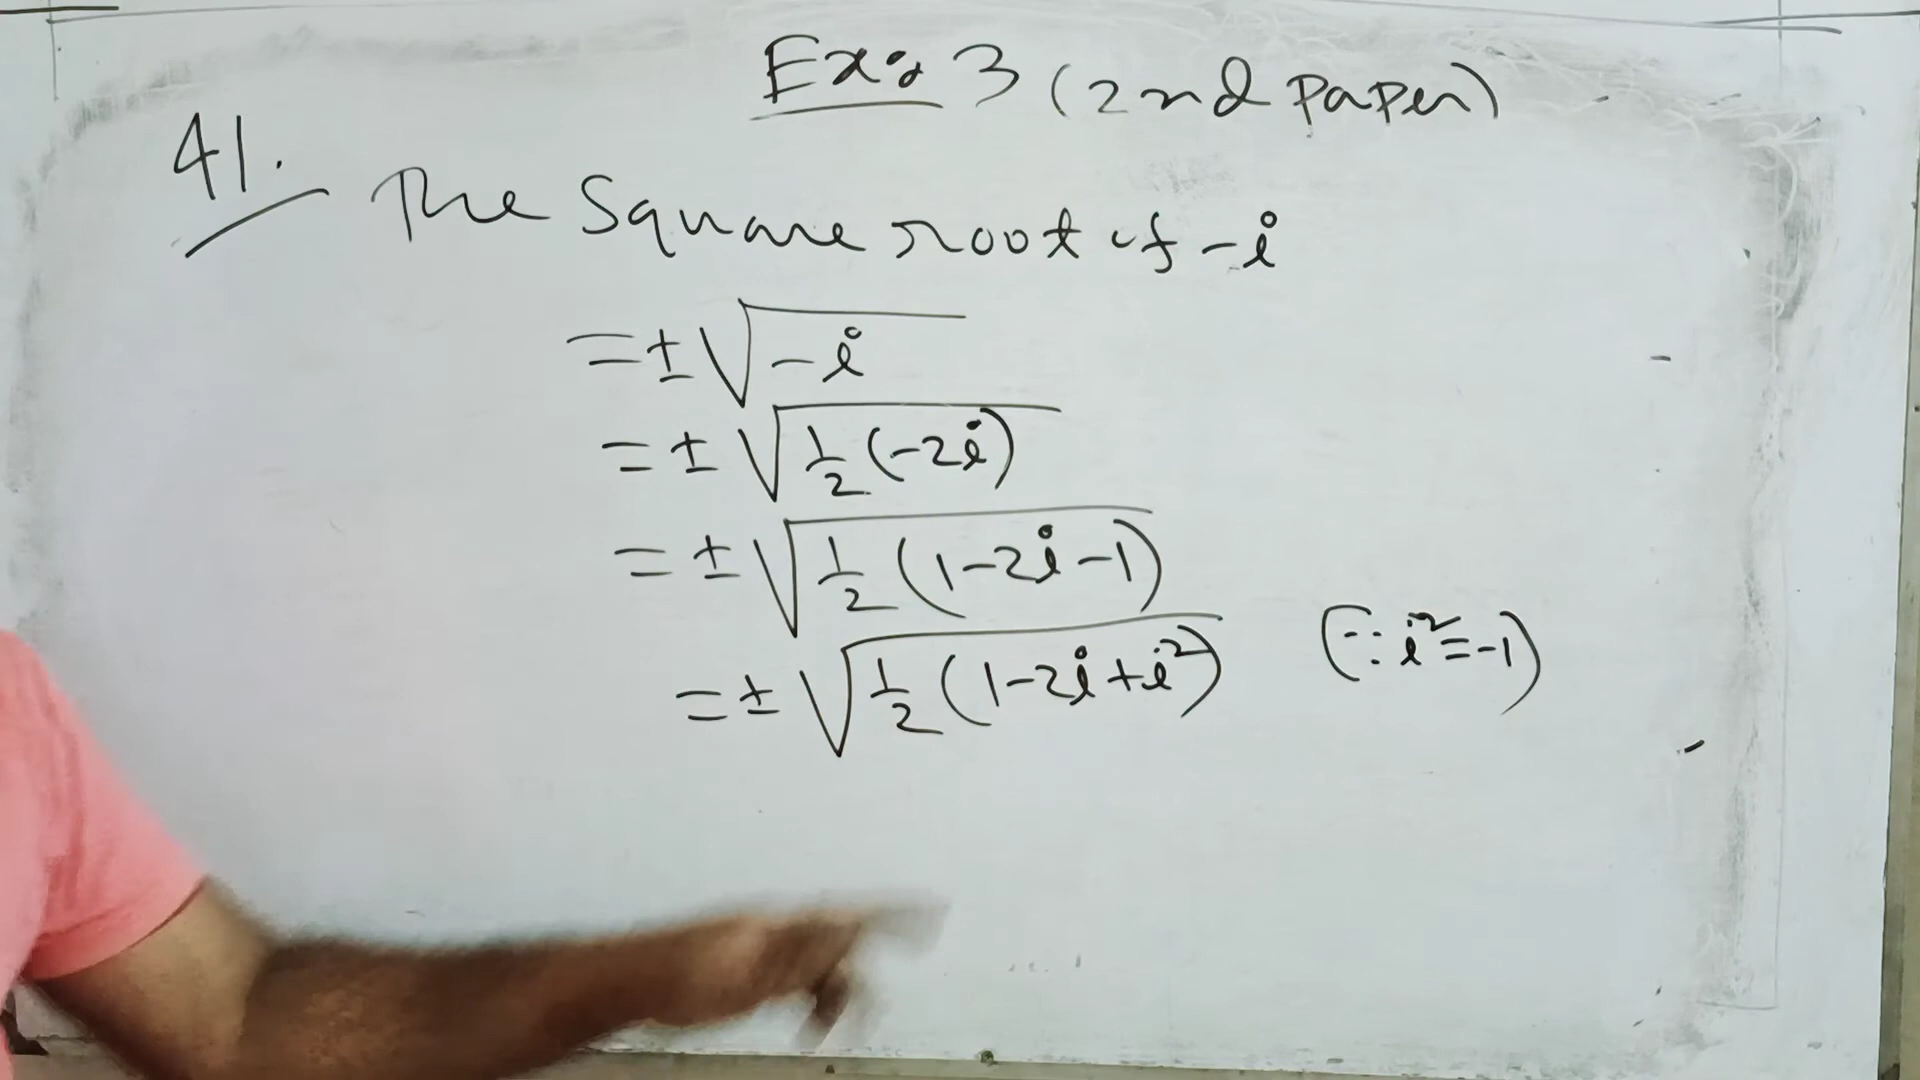 Ex: 3 (2nd paper)
41. The square root of -i
= ± √-i
= ± √1/2 (-2i)
= ± √1/2 (1-2i-1)
= ± √1/2 (1-2i+i²) (∵ i²=-1)